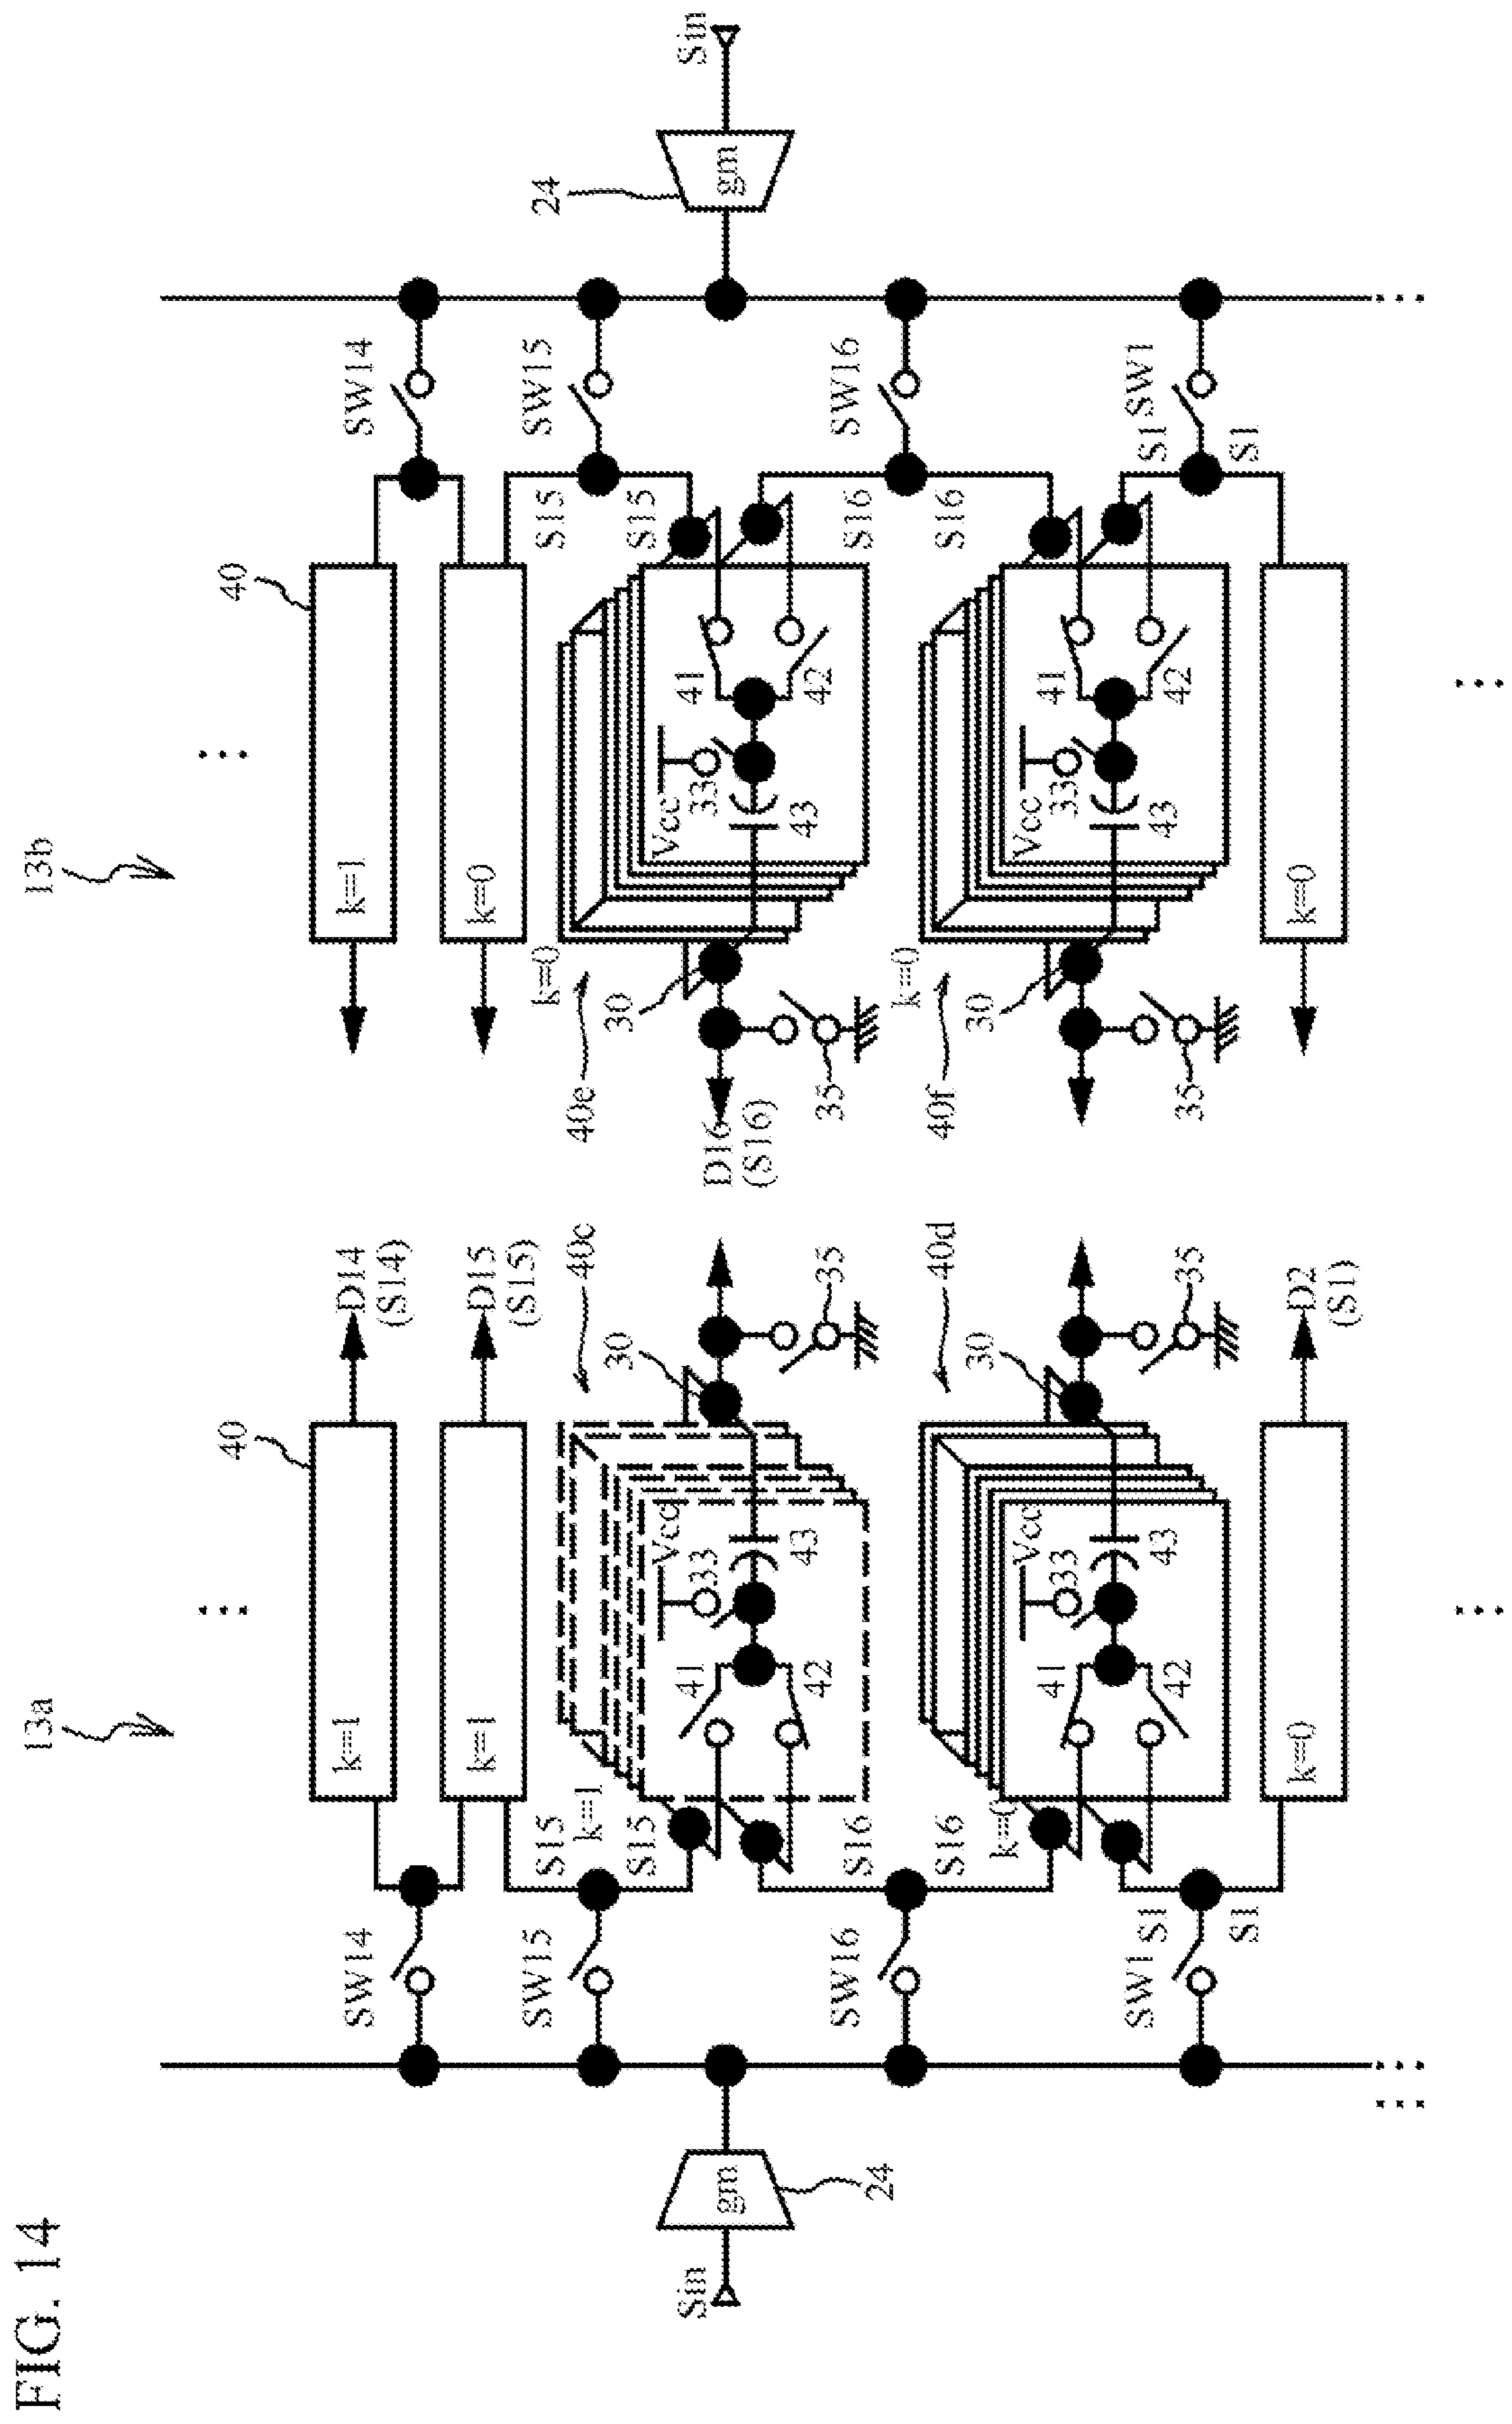 FIG. 14
13a
13b
40
k=1
D14
(S14)
SW14
k=1
D15
(S15)
SW15
S15
k=1
S15
40c
30
Vcc
33
41
42
43
35
S16
SW16
S16
40d
30
Vcc
33
41
42
43
35
S1
SW1
S1
k=0
D2
(S1)
Sin
gm
24
40
k=1
SW14
k=0
SW15
S15
S15
k=0
40e
30
Vcc
33
41
42
43
35
D16
(S16)
S16
SW16
S16
k=0
40f
30
Vcc
33
41
42
43
35
S1
SW1
S1
k=0
24
gm
Sin